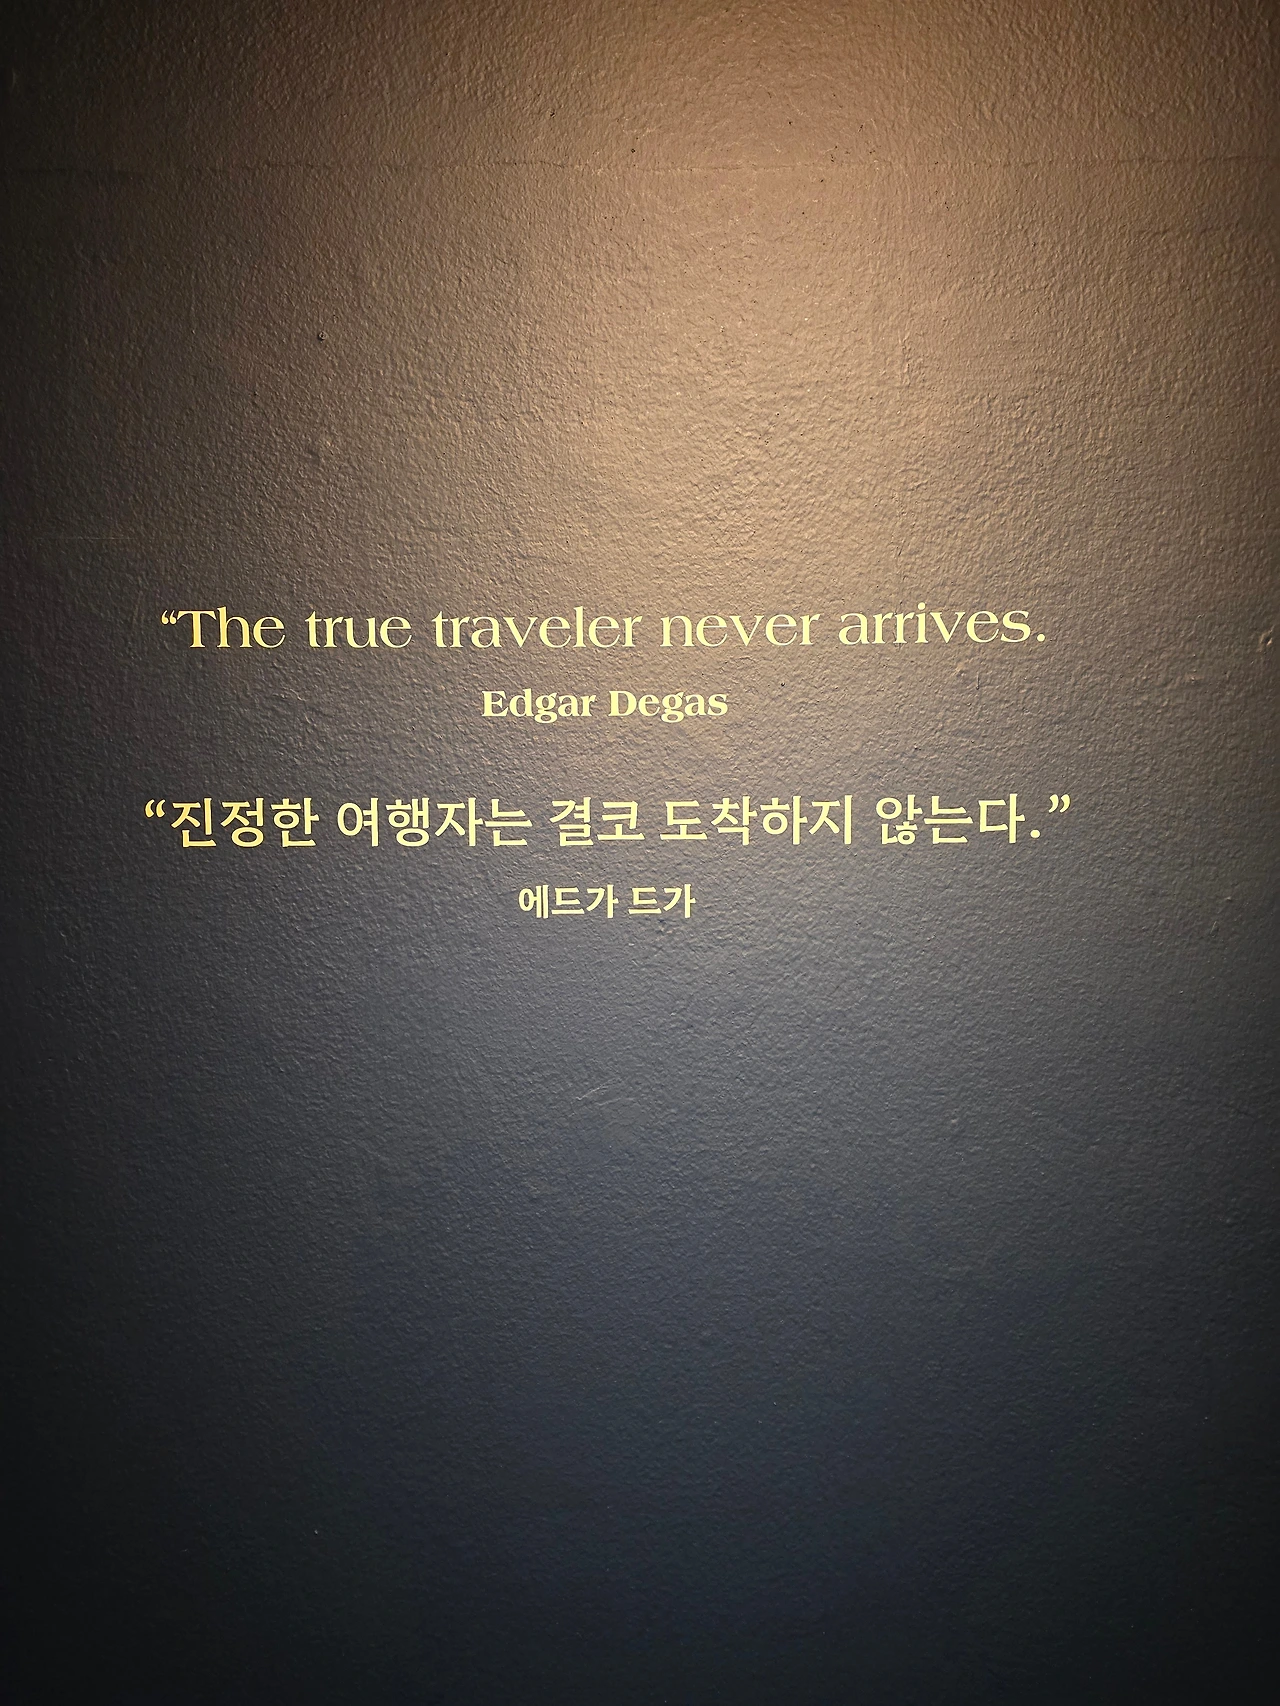 “The true traveler never arrives.
Edgar Degas
“진정한 여행자는 결코 도착하지 않는다.”
에드가 드가